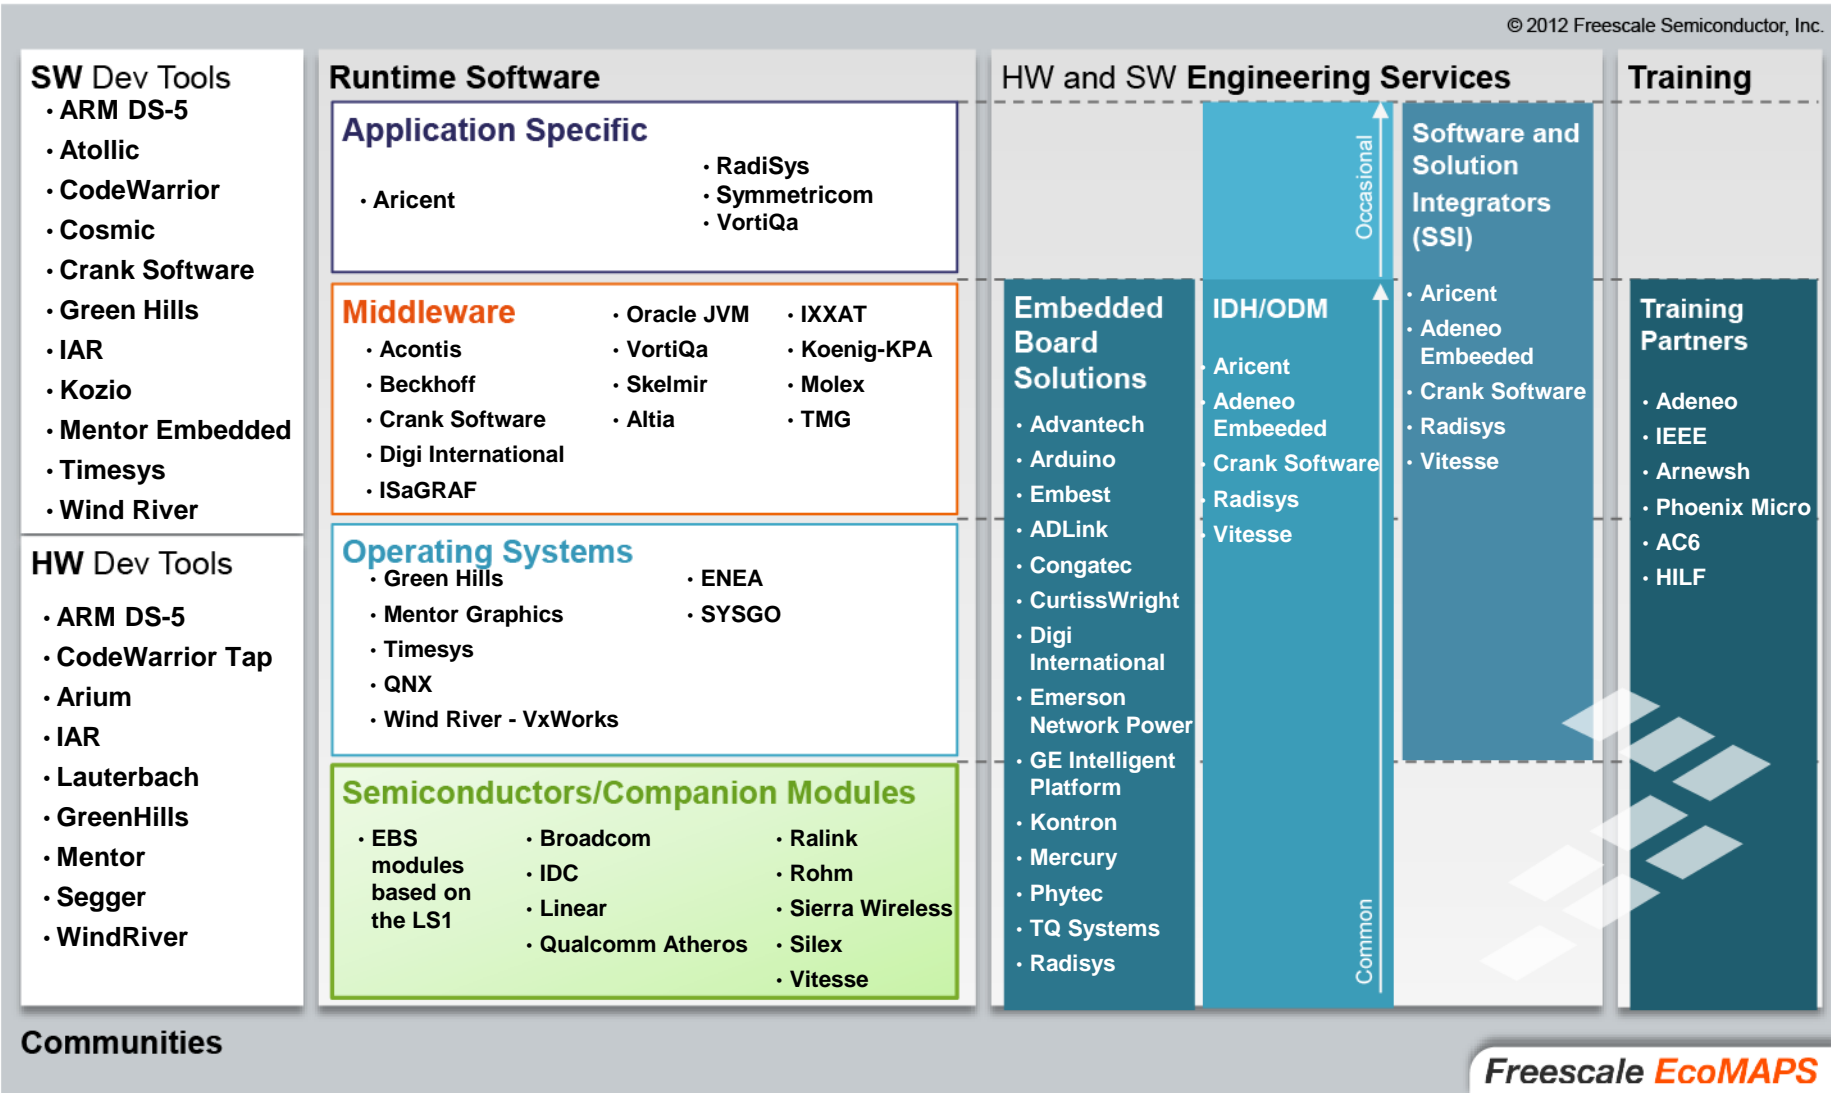 © 2012 Freescale Semiconductor, Inc.
SW Dev Tools
· ARM DS-5
· Atollic
· CodeWarrior
· Cosmic
· Crank Software
· Green Hills
· IAR
· Kozio
· Mentor Embedded
· Timesys
· Wind River
HW Dev Tools
· ARM DS-5
· CodeWarrior Tap
· Arium
· IAR
· Lauterbach
· GreenHills
· Mentor
· Segger
· WindRiver
Runtime Software
Application Specific
· Aricent
· RadiSys
· Symmetricom
· VortiQa
Middleware
· Acontis
· Beckhoff
· Crank Software
· Digi International
· ISaGRAF
· Oracle JVM
· VortiQa
· Skelmir
· Altia
· IXXAT
· Koenig-KPA
· Molex
· TMG
Operating Systems
· Green Hills
· Mentor Graphics
· Timesys
· QNX
· Wind River - VxWorks
· ENEA
· SYSGO
Semiconductors/Companion Modules
· EBS
modules
based on
the LS1
· Broadcom
· IDC
· Linear
· Qualcomm Atheros
· Ralink
· Rohm
· Sierra Wireless
· Silex
· Vitesse
HW and SW Engineering Services
Embedded
Board
Solutions
· Advantech
· Arduino
· Embest
· ADLink
· Congatec
· CurtissWright
· Digi
International
· Emerson
Network Power
· GE Intelligent
Platform
· Kontron
· Mercury
· Phytec
· TQ Systems
· Radisys
IDH/ODM
· Aricent
· Adeneo
Embeeded
· Crank Software
· Radisys
· Vitesse
Occasional
Common
Software and
Solution
Integrators
(SSI)
· Aricent
· Adeneo
Embeeded
· Crank Software
· Radisys
· Vitesse
Training
Training
Partners
· Adeneo
· IEEE
· Arnewsh
· Phoenix Micro
· AC6
· HILF
Communities
Freescale EcoMAPS